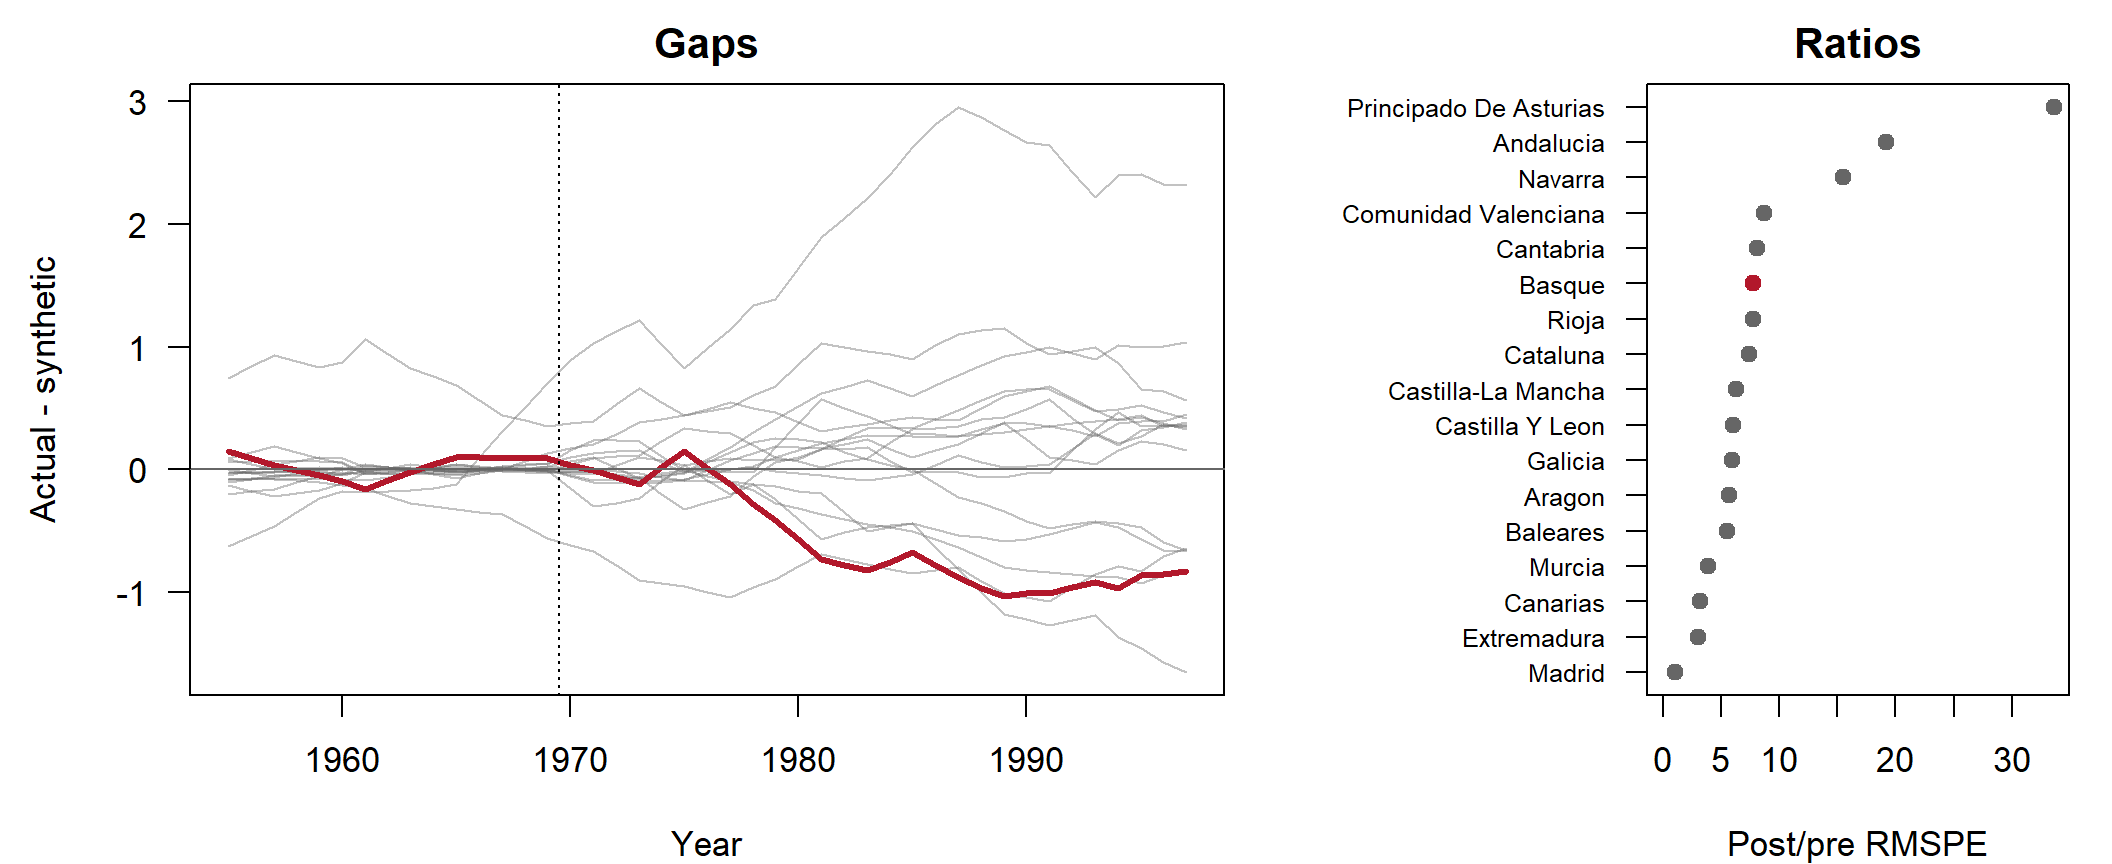 Gaps
Actual - synthetic
3
2
1
0
-1
1960 1970 1980 1990
Year
Ratios
Principado De Asturias
Andalucia
Navarra
Comunidad Valenciana
Cantabria
Basque
Rioja
Cataluna
Castilla-La Mancha
Castilla Y Leon
Galicia
Aragon
Baleares
Murcia
Canarias
Extremadura
Madrid
0 5 10 20 30
Post/pre RMSPE